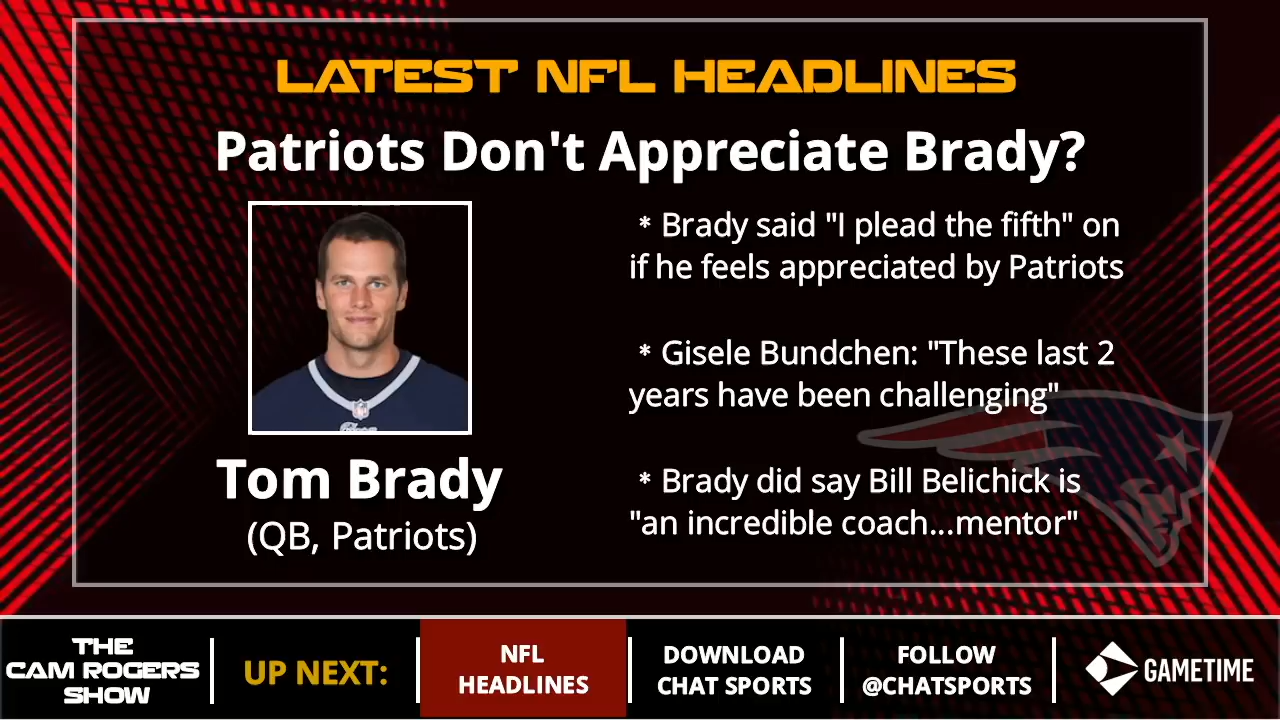 LATEST NFL HEADLINES
Patriots Don't Appreciate Brady?
* Brady said "I plead the fifth" on
if he feels appreciated by Patriots
* Gisele Bundchen: "These last 2
years have been challenging"
* Brady did say Bill Belichick is
"an incredible coach...mentor"
Tom Brady
(QB, Patriots)
THE
CAM ROGERS
SHOW
UP NEXT:
NFL
HEADLINES
DOWNLOAD
CHAT SPORTS
FOLLOW
@CHATSPORTS
GAMETIME